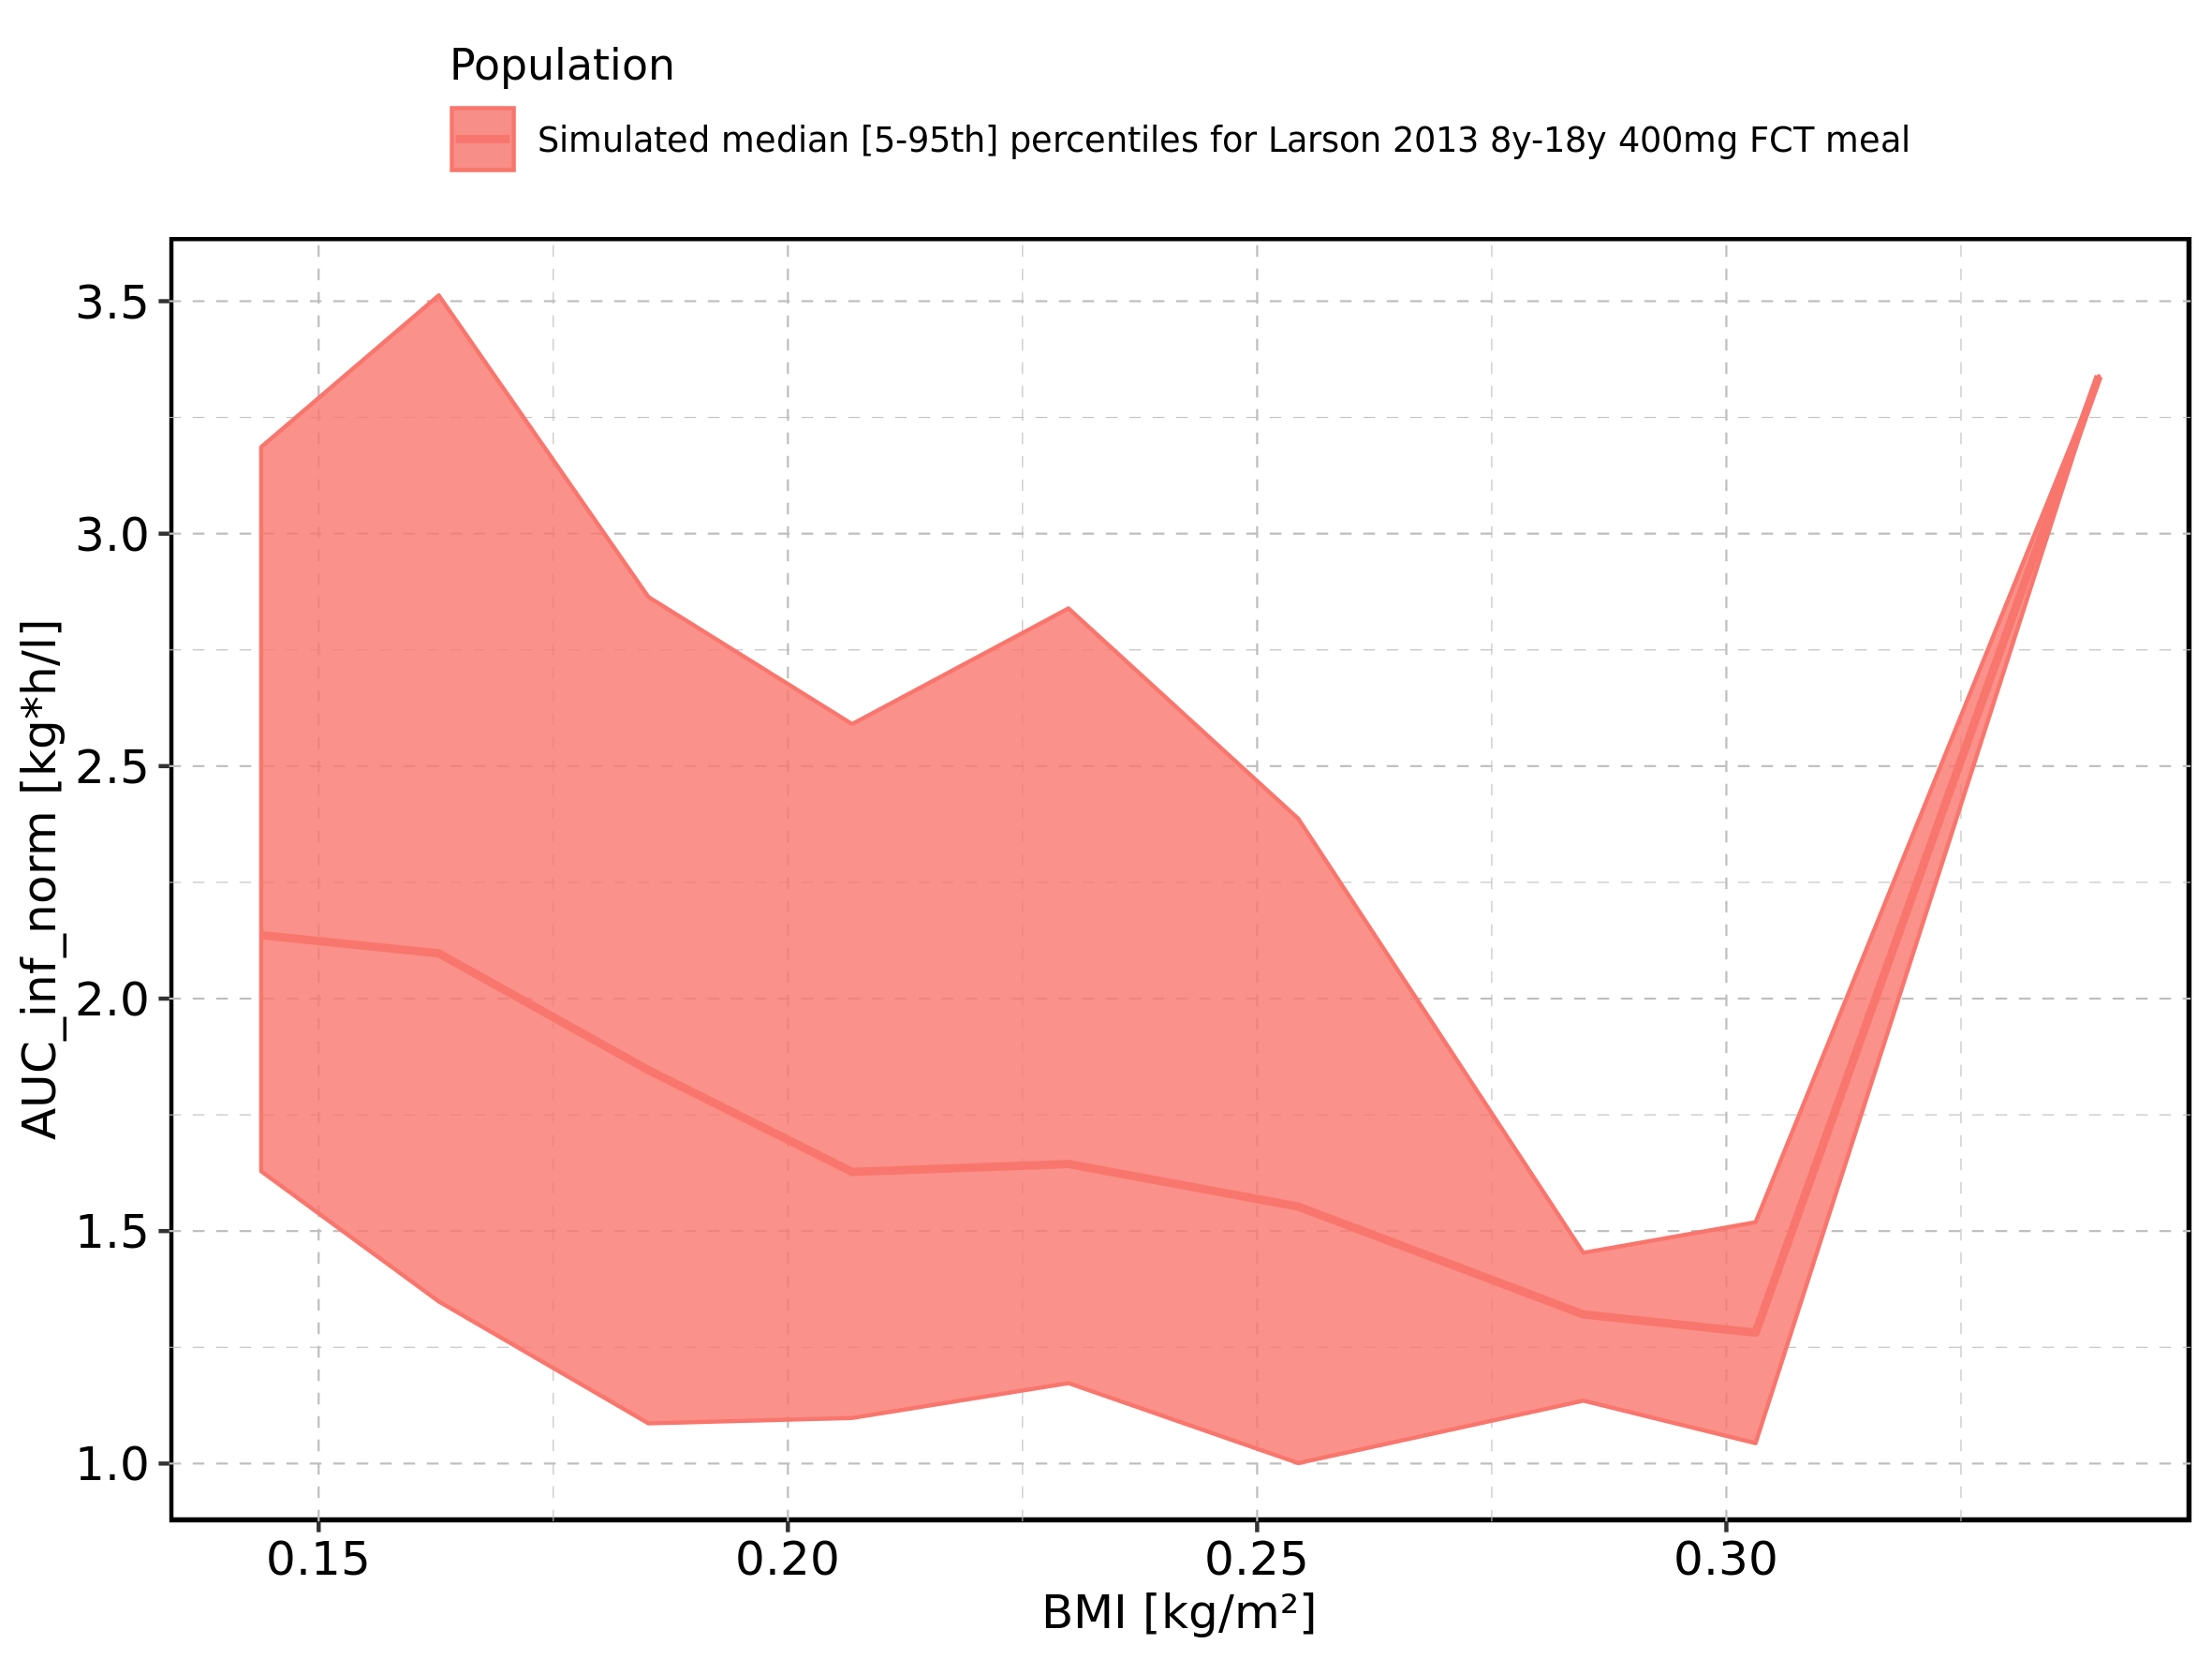 Population
Simulated median [5-95th] percentiles for Larson 2013 8y-18y 400mg FCT meal
AUC_inf_norm [kg*h/l]
3.5
3.0
2.5
2.0
1.5
1.0
0.15 0.20 0.25 0.30
BMI [kg/m²]